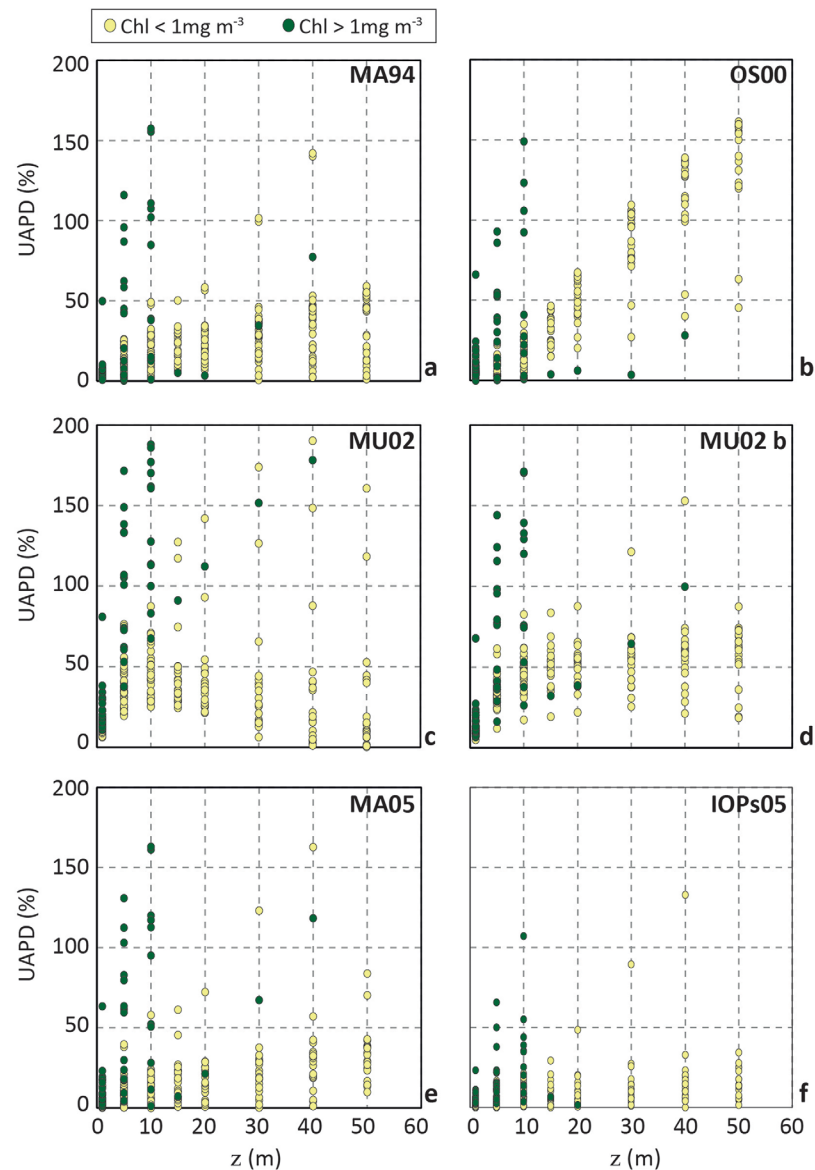 Chl < 1mg m-3 Chl > 1mg m-3
200 MA94 OS00
150
100
50
0 a b
UAPD (%)
200 MU02 MU02 b
150
100
50
0 c d
UAPD (%)
200 MA05 IOPs05
150
100
50
0 e f
UAPD (%)
0 10 20 30 40 50 60 0 10 20 30 40 50 60
z (m) z (m)